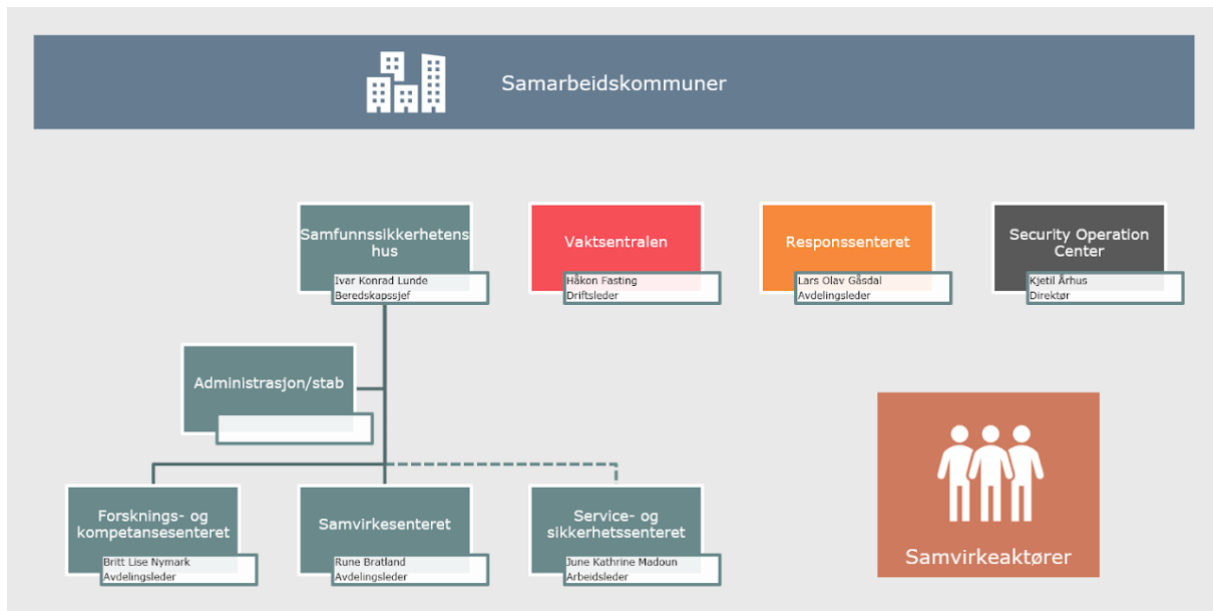 Samarbeidskommuner
Samfunnssikkerhetens
hus
Ivar Konrad Lunde
Beredskapssjef
Vaktsentralen
Håkon Fasting
Driftsleder
Responssenteret
Lars Olav Gåsdal
Avdelingsleder
Security Operation
Center
Kjetil Århus
Direktør
Administrasjon/stab
Forsknings- og
kompetansesenteret
Britt Lise Nymark
Avdelingsleder
Samvirkesenteret
Rune Bratland
Avdelingsleder
Service- og
sikkerhetssenteret
June Kathrine Madoun
Arbeidsleder
Samvirkeaktører